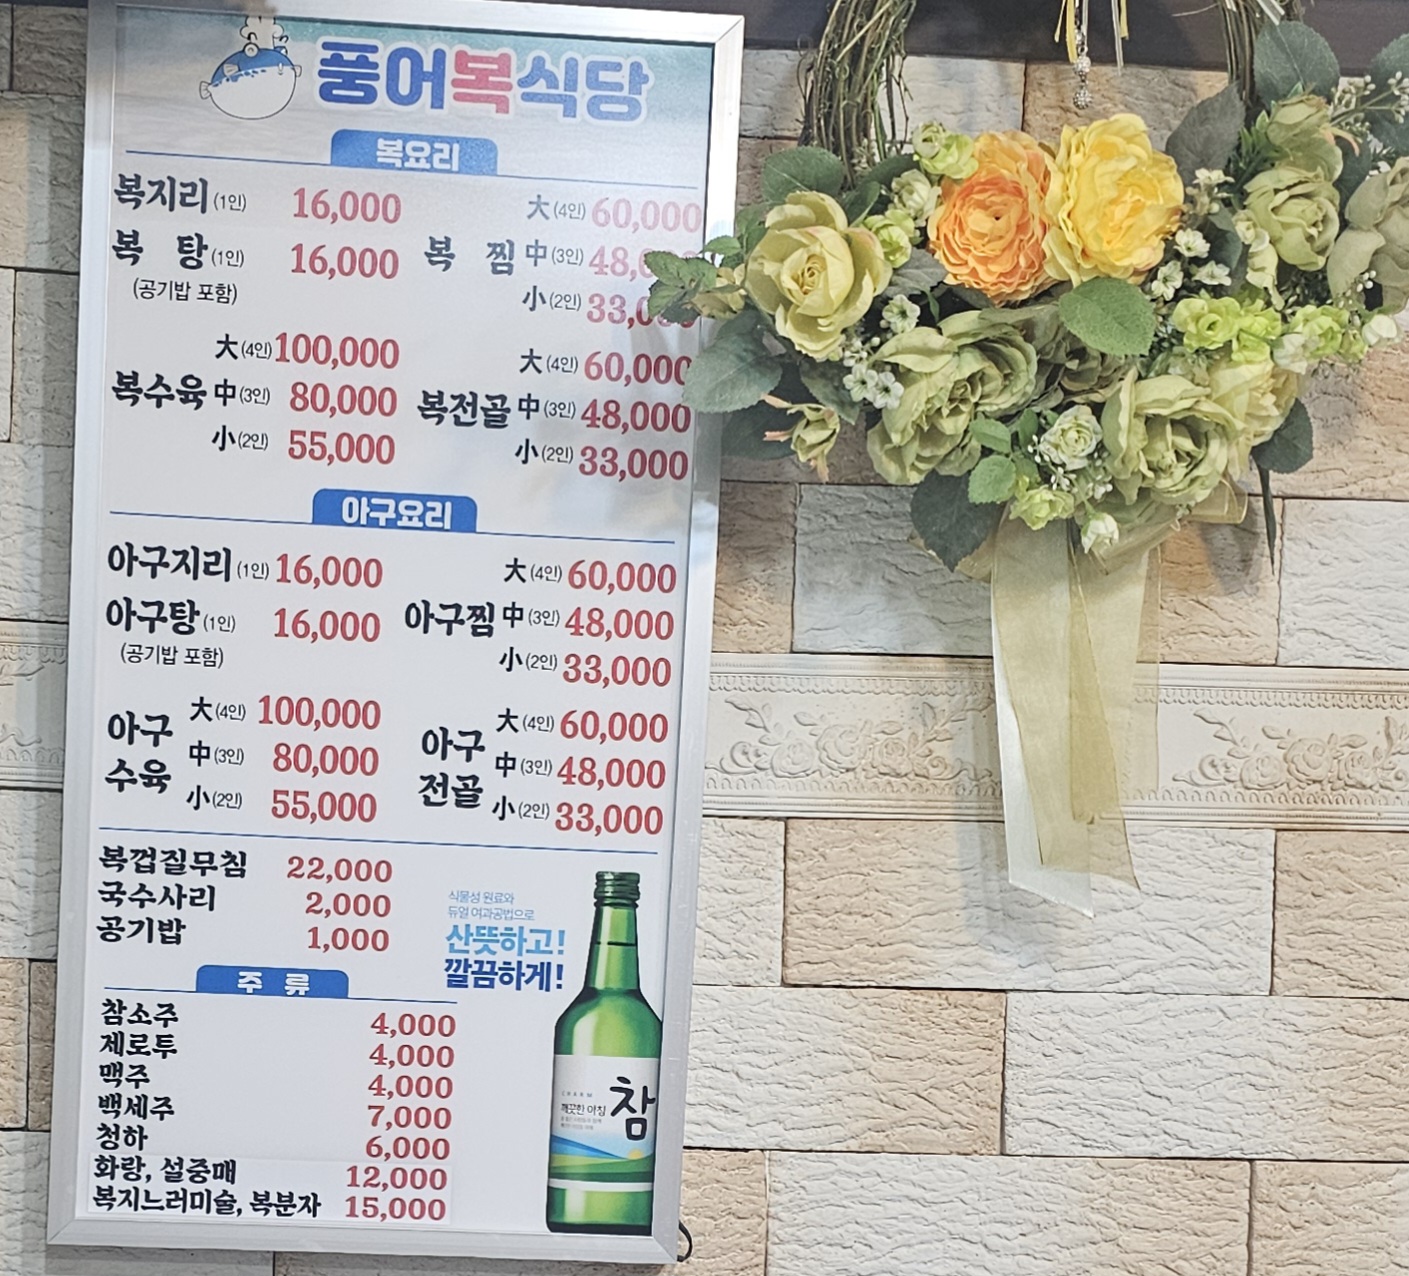 풍어복식당
복요리
복지리 (1인) 16,000
복 탕 (1인) 16,000
(공기밥 포함)
복 찜
大 (4인) 60,000
中 (3인)
小 (2인)
복수육
大 (4인) 100,000
中 (3인) 80,000
小 (2인) 55,000
복전골
大 (4인) 60,000
中 (3인) 48,000
小 (2인) 33,000
아구요리
아구지리 (1인) 16,000
아구탕 (1인) 16,000
(공기밥 포함)
아구찜
大 (4인) 60,000
中 (3인) 48,000
小 (2인) 33,000
아구
수육
大 (4인) 100,000
中 (3인) 80,000
小 (2인) 55,000
아구
전골
大 (4인) 60,000
中 (3인) 48,000
小 (2인) 33,000
복껍질무침 22,000
국수사리 2,000
공기밥 1,000
식물성 원료와
듀얼 여과공법으로
산뜻하고!
깔끔하게!
주 류
참소주 4,000
제로투 4,000
맥주 4,000
백세주 7,000
청하 6,000
화랑, 설중매 12,000
복지느러미술, 복분자 15,000
CHARM
깨끗한 아침
참